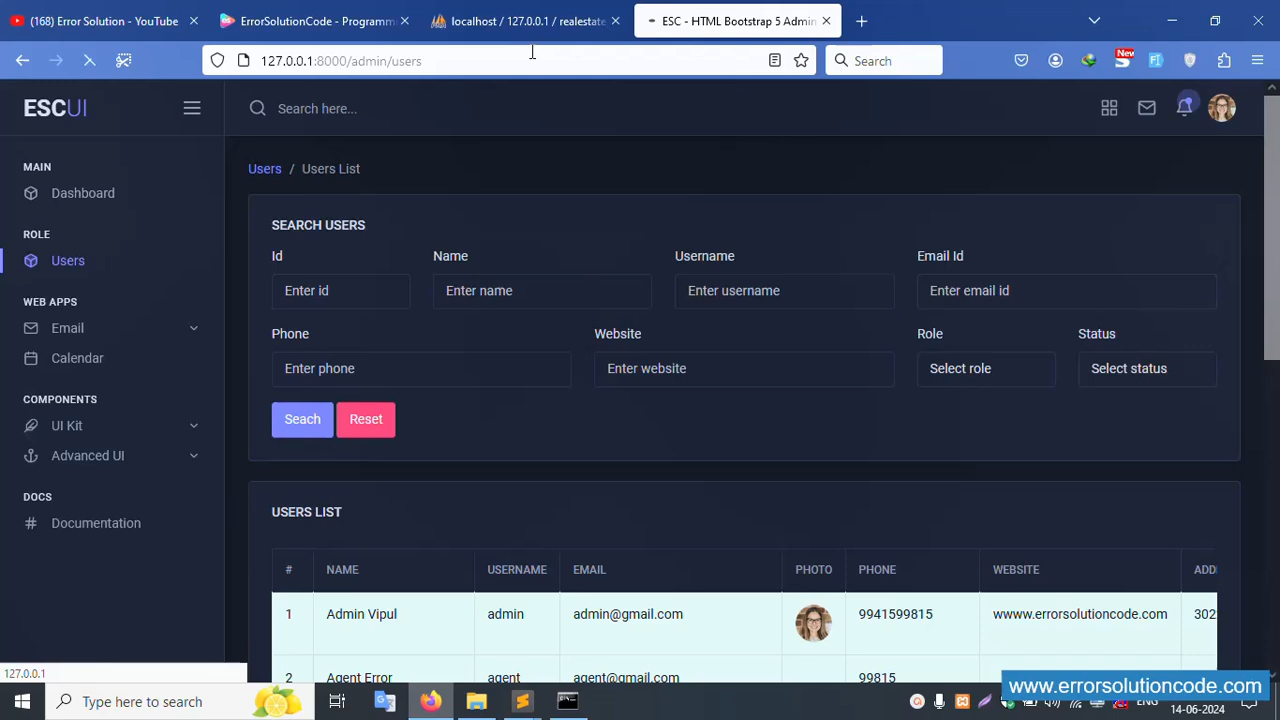 (168) Error Solution - YouTube
ErrorSolutionCode - Programm
localhost / 127.0.0.1 / realestate
ESC - HTML Bootstrap 5 Admin
127.0.0.1:8000/admin/users
Search
New
ESCUI
Search here...
MAIN
Dashboard
ROLE
Users
WEB APPS
Email
Calendar
COMPONENTS
UI Kit
Advanced UI
DOCS
Documentation
Users / Users List
SEARCH USERS
Id Name Username Email Id
Enter id Enter name Enter username Enter email id
Phone Website Role Status
Enter phone Enter website Select role Select status
Seach Reset
USERS LIST
# NAME USERNAME EMAIL PHOTO PHONE WEBSITE ADD
1 Admin Vipul admin admin@gmail.com 9941599815 wwww.errorsolutioncode.com 302
2 Agent Error agent agent@gmail.com 99815
127.0.0.1
www.errorsolutioncode.com
Type here to search
ENG
14-06-2024